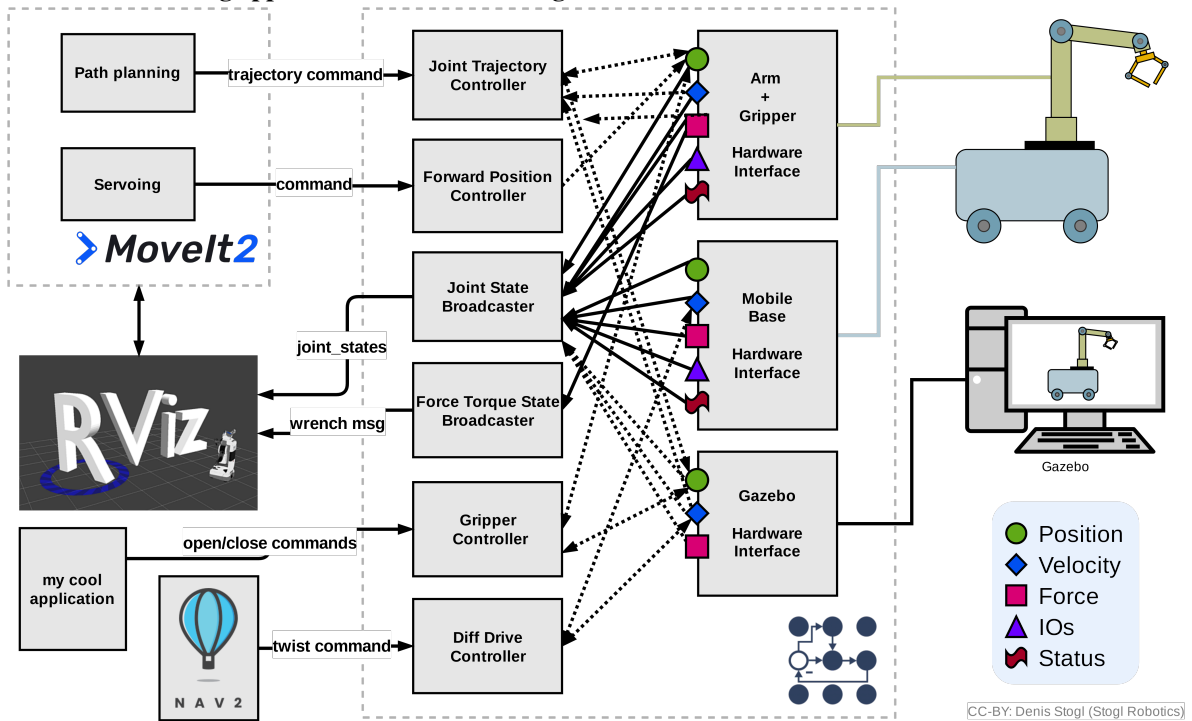 Path planning
trajectory command
Servoing
command
MoveIt2
joint_states
wrench msg
RViz
open/close commands
my cool
application
NAV2
twist command
Joint Trajectory
Controller
Forward Position
Controller
Joint State
Broadcaster
Force Torque State
Broadcaster
Gripper
Controller
Diff Drive
Controller
Arm
+
Gripper
Hardware
Interface
Mobile
Base
Hardware
Interface
Gazebo
Hardware
Interface
Gazebo
Position
Velocity
Force
IOs
Status
CC-BY: Denis Stogl (Stogl Robotics)